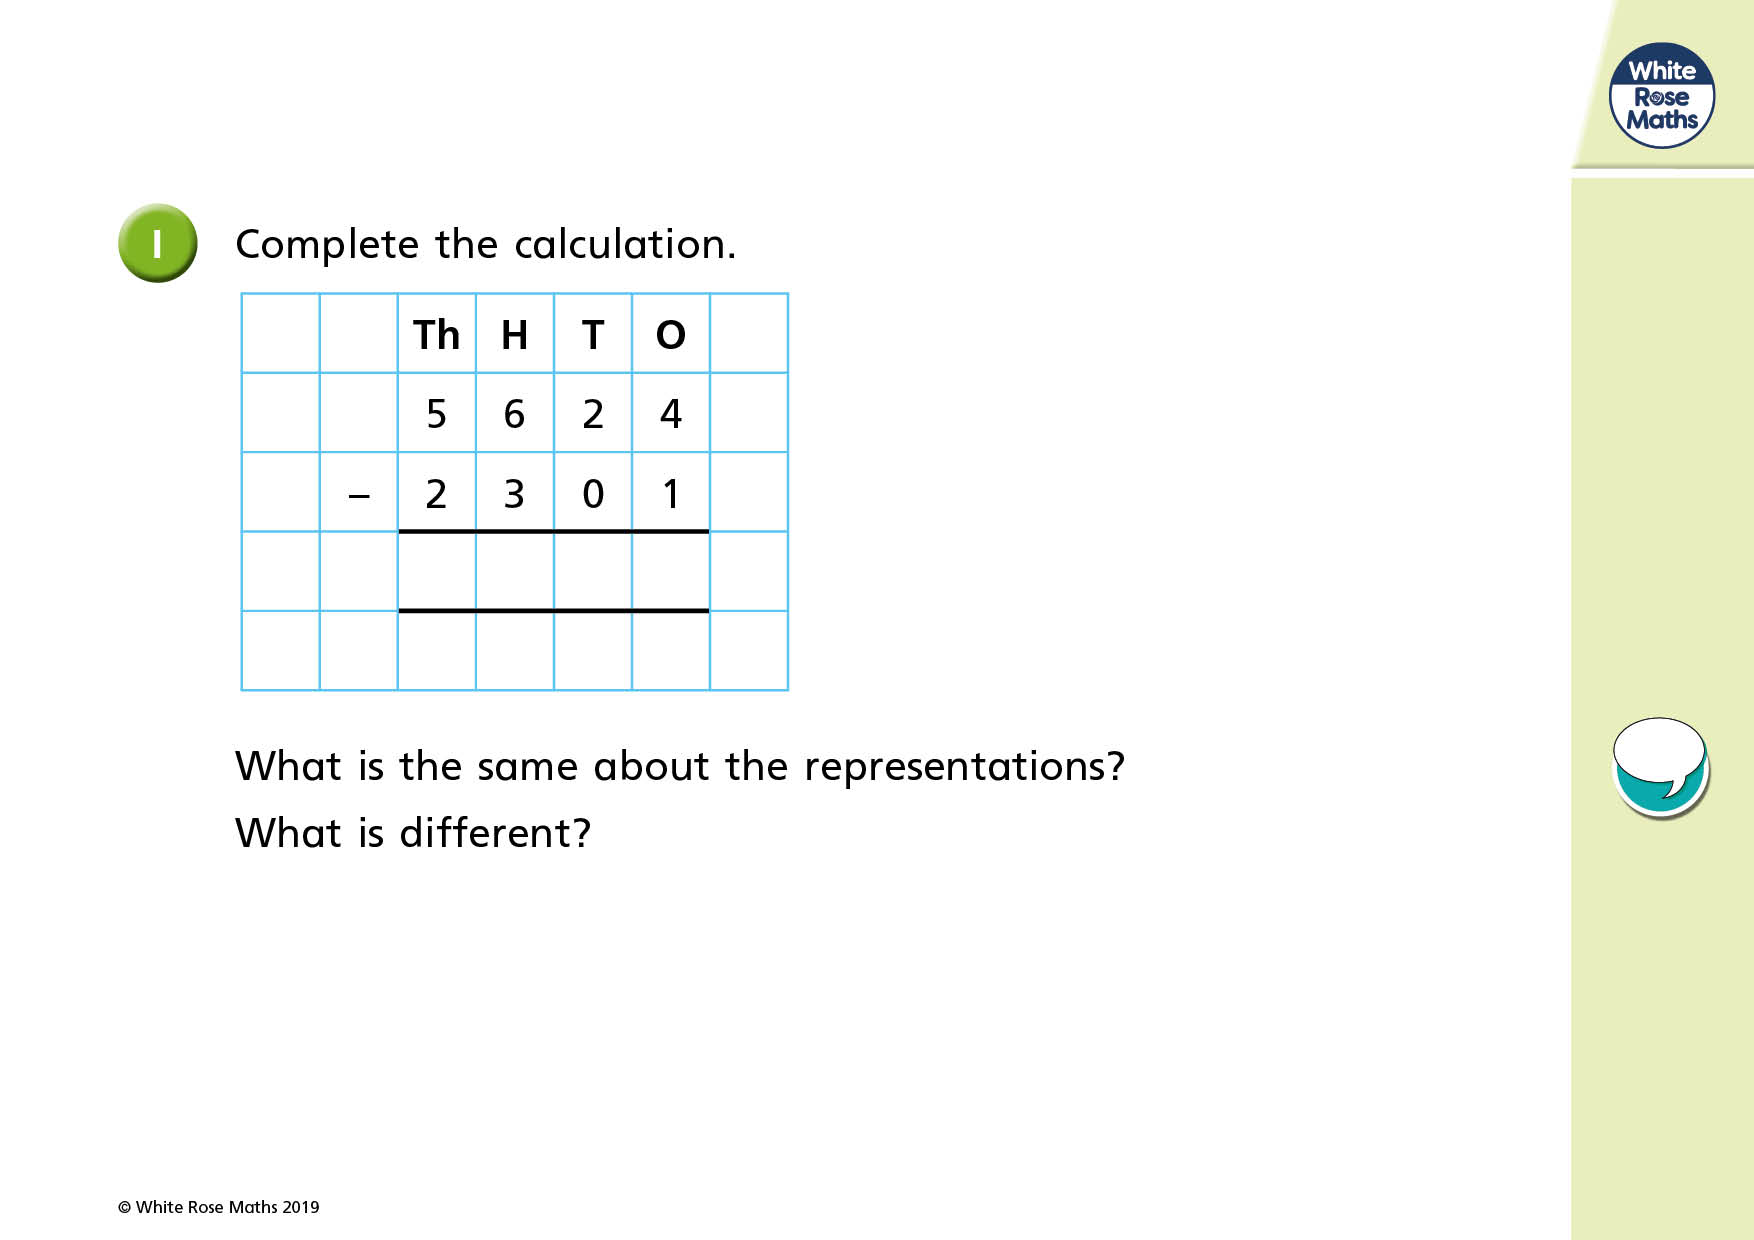 White
Rose
Maths
1 Complete the calculation.
Th H T O
5 6 2 4
– 2 3 0 1
What is the same about the representations?
What is different?
© White Rose Maths 2019